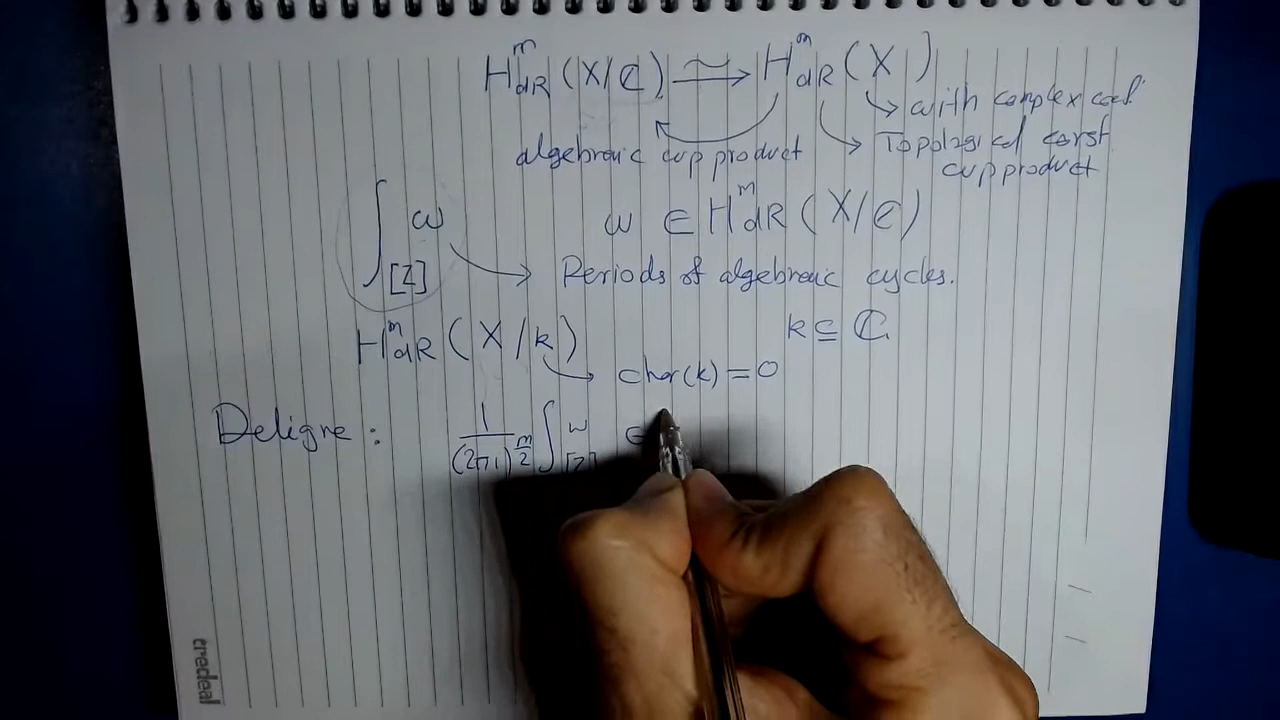 H^m_dR (X/ℂ) ⥲ H^m_dR (X)
→ with complex coef.
algebraic cup product → Topological const
cup product
∫_[Z] ω ω ∈ H^m_dR (X/ℂ)
→ Periods of algebraic cycles.
H^m_dR (X/k) k ⊆ ℂ
→ char(k) = 0
Deligne : 1/(2πi)^{m/2} ∫_[Z] ω ∈
credeal